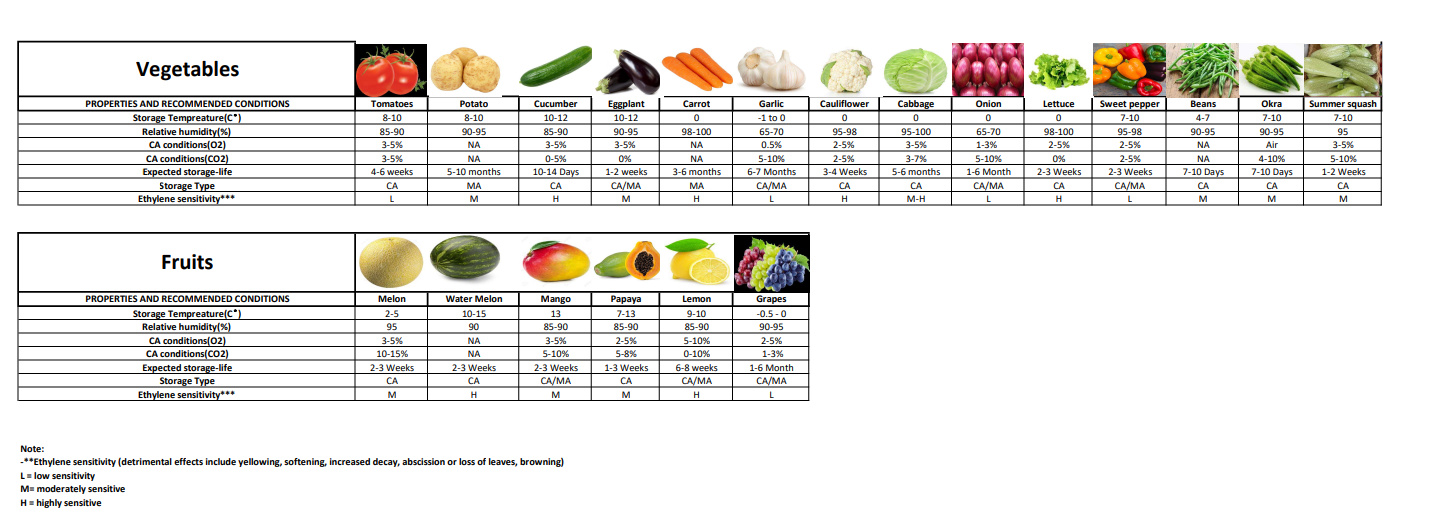 Vegetables
PROPERTIES AND RECOMMENDED CONDITIONS Tomatoes Potato Cucumber Eggplant Carrot Garlic Cauliflower Cabbage Onion Lettuce Sweet pepper Beans Okra Summer squash
Storage Tempreature(C°) 8-10 8-10 10-12 10-12 0 -1 to 0 0 0 0 0 7-10 4-7 7-10 7-10
Relative humidity(%) 85-90 90-95 85-90 90-95 98-100 65-70 95-98 95-100 65-70 98-100 95-98 90-95 90-95 95
CA conditions(O2) 3-5% NA 3-5% 3-5% NA 0.5% 2-5% 3-5% 1-3% 2-5% 2-5% NA Air 3-5%
CA conditions(CO2) 3-5% NA 0-5% 0% NA 5-10% 2-5% 3-7% 5-10% 0% 2-5% NA 4-10% 5-10%
Expected storage-life 4-6 weeks 5-10 months 10-14 Days 1-2 weeks 3-6 months 6-7 Months 3-4 Weeks 5-6 months 1-6 Month 2-3 Weeks 2-3 Weeks 7-10 Days 7-10 Days 1-2 Weeks
Storage Type CA MA CA CA/MA MA CA/MA CA CA CA/MA CA CA/MA CA CA CA
Ethylene sensitivity*** L M H M H L H M-H L H L M M M
Fruits
PROPERTIES AND RECOMMENDED CONDITIONS Melon Water Melon Mango Papaya Lemon Grapes
Storage Tempreature(C°) 2-5 10-15 13 7-13 9-10 -0.5 - 0
Relative humidity(%) 95 90 85-90 85-90 85-90 90-95
CA conditions(O2) 3-5% NA 3-5% 2-5% 5-10% 2-5%
CA conditions(CO2) 10-15% NA 5-10% 5-8% 0-10% 1-3%
Expected storage-life 2-3 Weeks 2-3 Weeks 2-3 Weeks 1-3 Weeks 6-8 weeks 1-6 Month
Storage Type CA CA CA/MA CA CA/MA CA/MA
Ethylene sensitivity*** M H M M H L
Note:
-**Ethylene sensitivity (detrimental effects include yellowing, softening, increased decay, abscission or loss of leaves, browning)
L = low sensitivity
M= moderately sensitive
H = highly sensitive